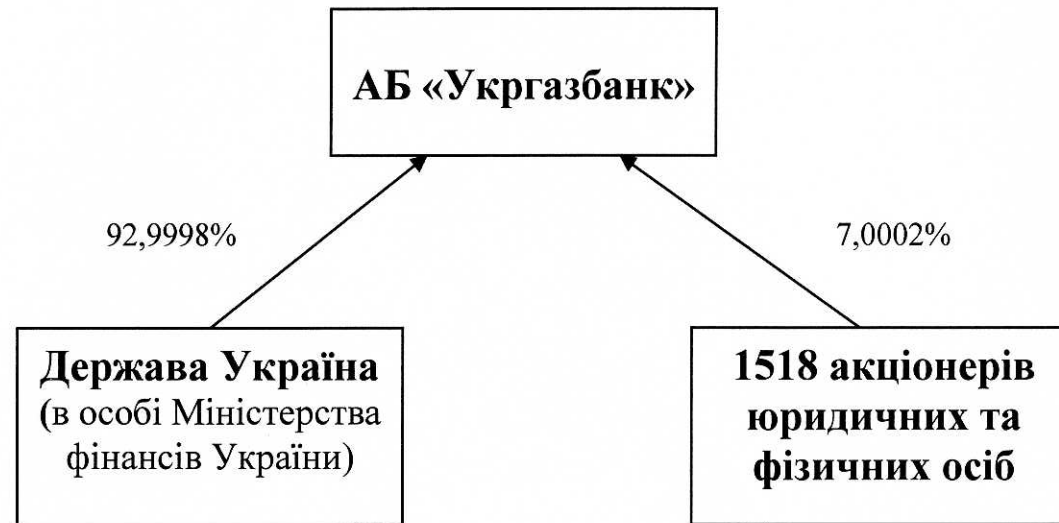 АБ «Укргазбанк»
92,9998%
7,0002%
Держава Україна
(в особі Міністерства
фінансів України)
1518 акціонерів
юридичних та
фізичних осіб